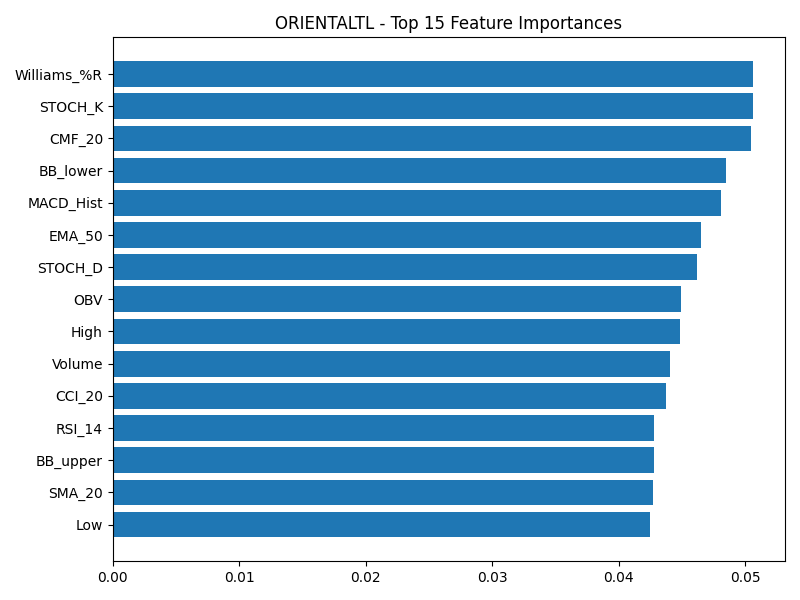 ORIENTALTL - Top 15 Feature Importances
Williams_%R
STOCH_K
CMF_20
BB_lower
MACD_Hist
EMA_50
STOCH_D
OBV
High
Volume
CCI_20
RSI_14
BB_upper
SMA_20
Low
0.00 0.01 0.02 0.03 0.04 0.05